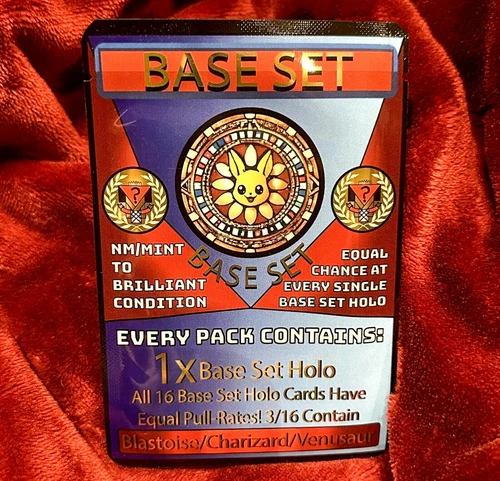 BASE SET
?
?
BASE SET
NM/MINT
TO
BRILLIANT
CONDITION
EQUAL
CHANCE AT
EVERY SINGLE
BASE SET HOLO
EVERY PACK CONTAINS:
1x Base Set Holo
All 16 Base Set Holo Cards Have
Equal Pull-Rates! 3/16 Contain
Blastoise/Charizard/Venusaur